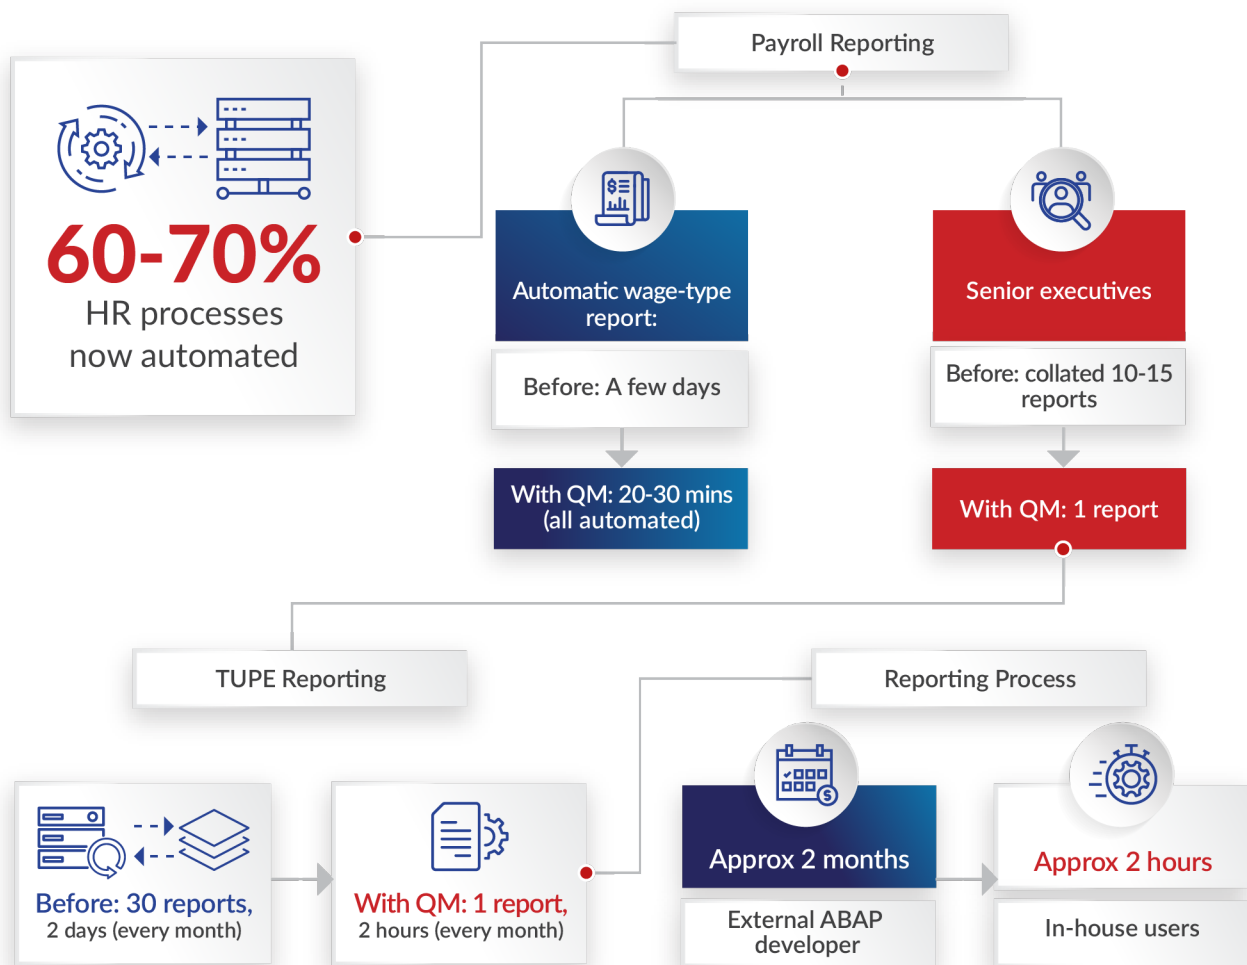 Payroll Reporting
60-70%
HR processes
now automated
Automatic wage-type
report:
Before: A few days
With QM: 20-30 mins
(all automated)
Senior executives
Before: collated 10-15
reports
With QM: 1 report
TUPE Reporting
Before: 30 reports,
2 days (every month)
With QM: 1 report,
2 hours (every month)
Reporting Process
Approx 2 months
External ABAP
developer
Approx 2 hours
In-house users